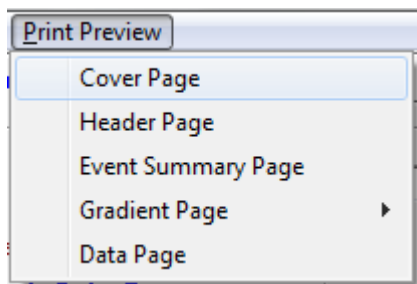 Print Preview
Cover Page
Header Page
Event Summary Page
Gradient Page
Data Page